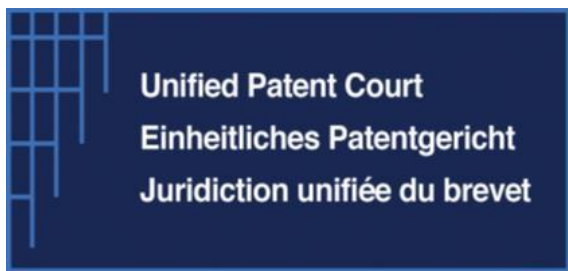 Unified Patent Court
Einheitliches Patentgericht
Juridiction unifiée du brevet